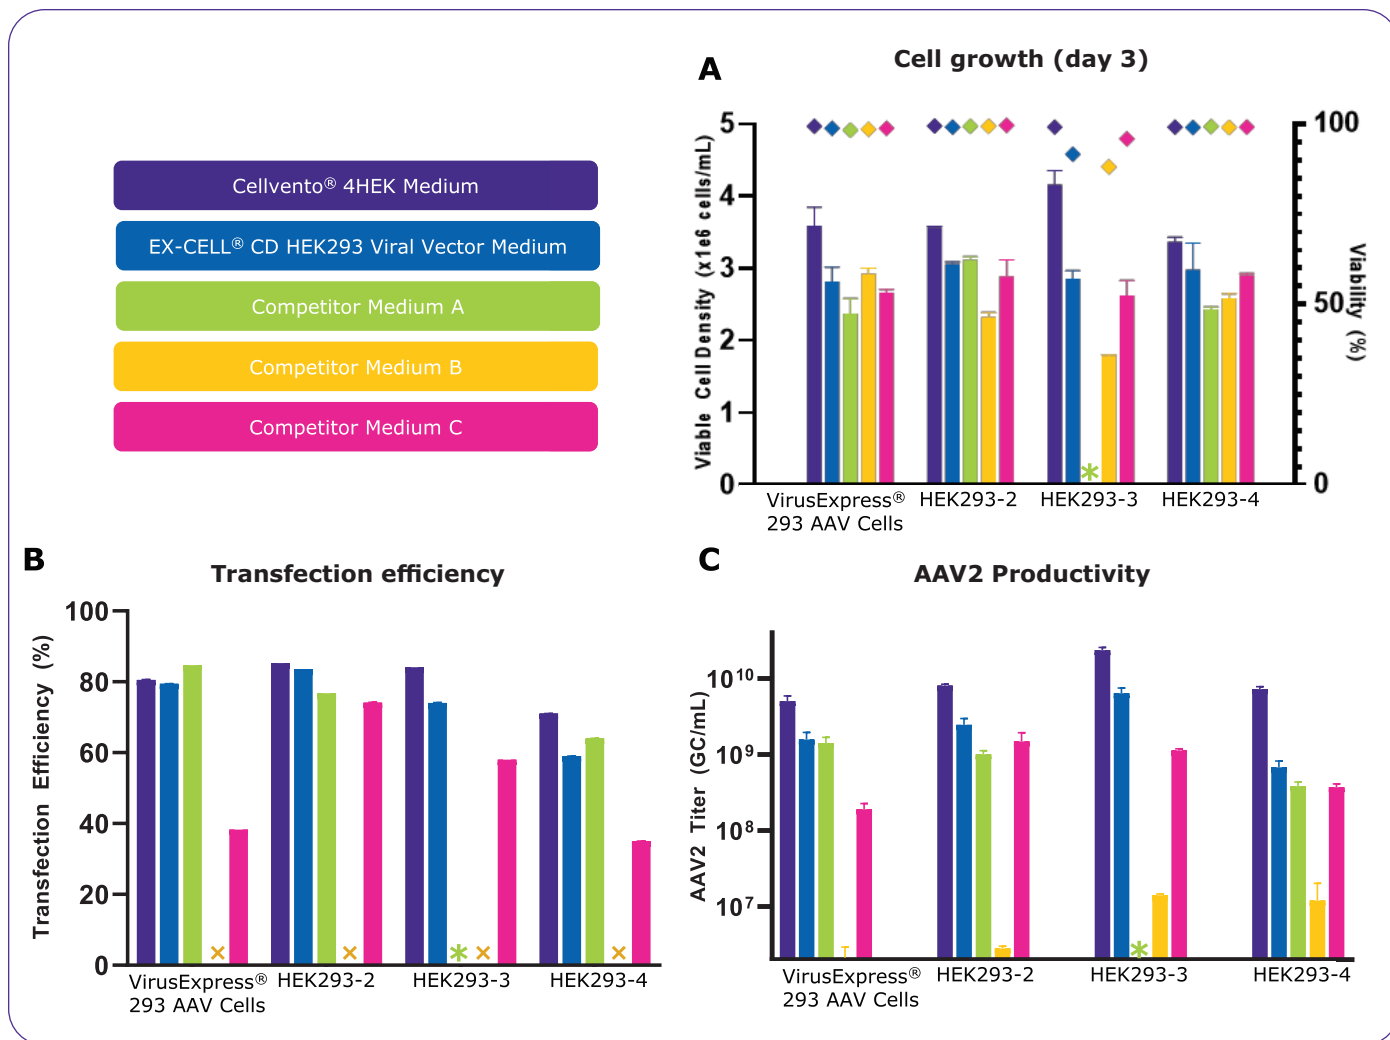 Cellvento® 4HEK Medium
EX-CELL® CD HEK293 Viral Vector Medium
Competitor Medium A
Competitor Medium B
Competitor Medium C
A
Cell growth (day 3)
Viable Cell Density (x1e6 cells/mL)
5
4
3
2
1
0
100
50
0
Viability (%)
VirusExpress®
293 AAV Cells
HEK293-2
HEK293-3
HEK293-4
B
Transfection efficiency
Transfection Efficiency (%)
100
80
60
40
20
0
VirusExpress®
293 AAV Cells
HEK293-2
HEK293-3
HEK293-4
C
AAV2 Productivity
AAV2 Titer (GC/mL)
10¹⁰
10⁹
10⁸
10⁷
VirusExpress®
293 AAV Cells
HEK293-2
HEK293-3
HEK293-4